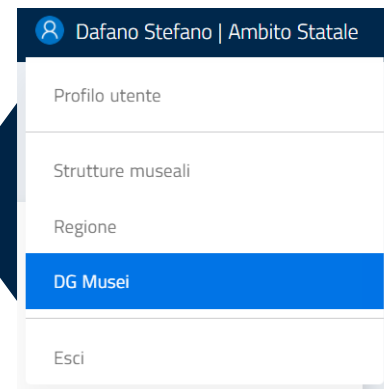 Dafano Stefano | Ambito Statale
Profilo utente
Strutture museali
Regione
DG Musei
Esci